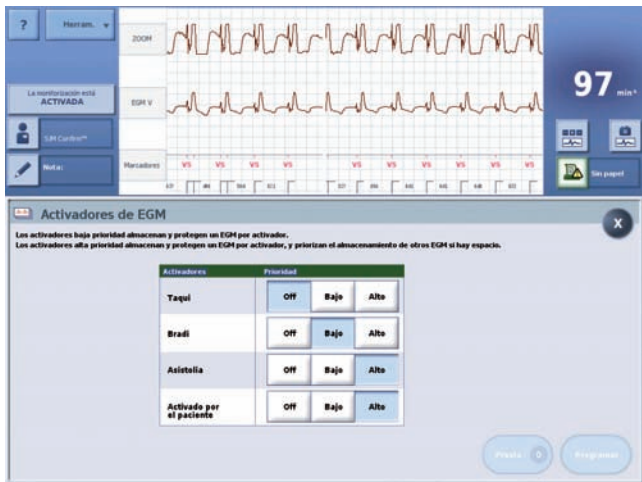 ?
Herram.
ZOOM
La monitorización está
ACTIVADA
EGM V
97 min⁻¹
SJM Confirm™
Nota:
Marcadores
VS VS VS VS VS VS VS VS VS
Sin papel
Activadores de EGM
X
Los activadores baja prioridad almacenan y protegen un EGM por activador.
Los activadores alta prioridad almacenan y protegen un EGM por activador, y priorizan el almacenamiento de otros EGM si hay espacio.
Activadores Prioridad
Taqui Off Bajo Alto
Bradi Off Bajo Alto
Asistolia Off Bajo Alto
Activado por
el paciente Off Bajo Alto
0 Programar